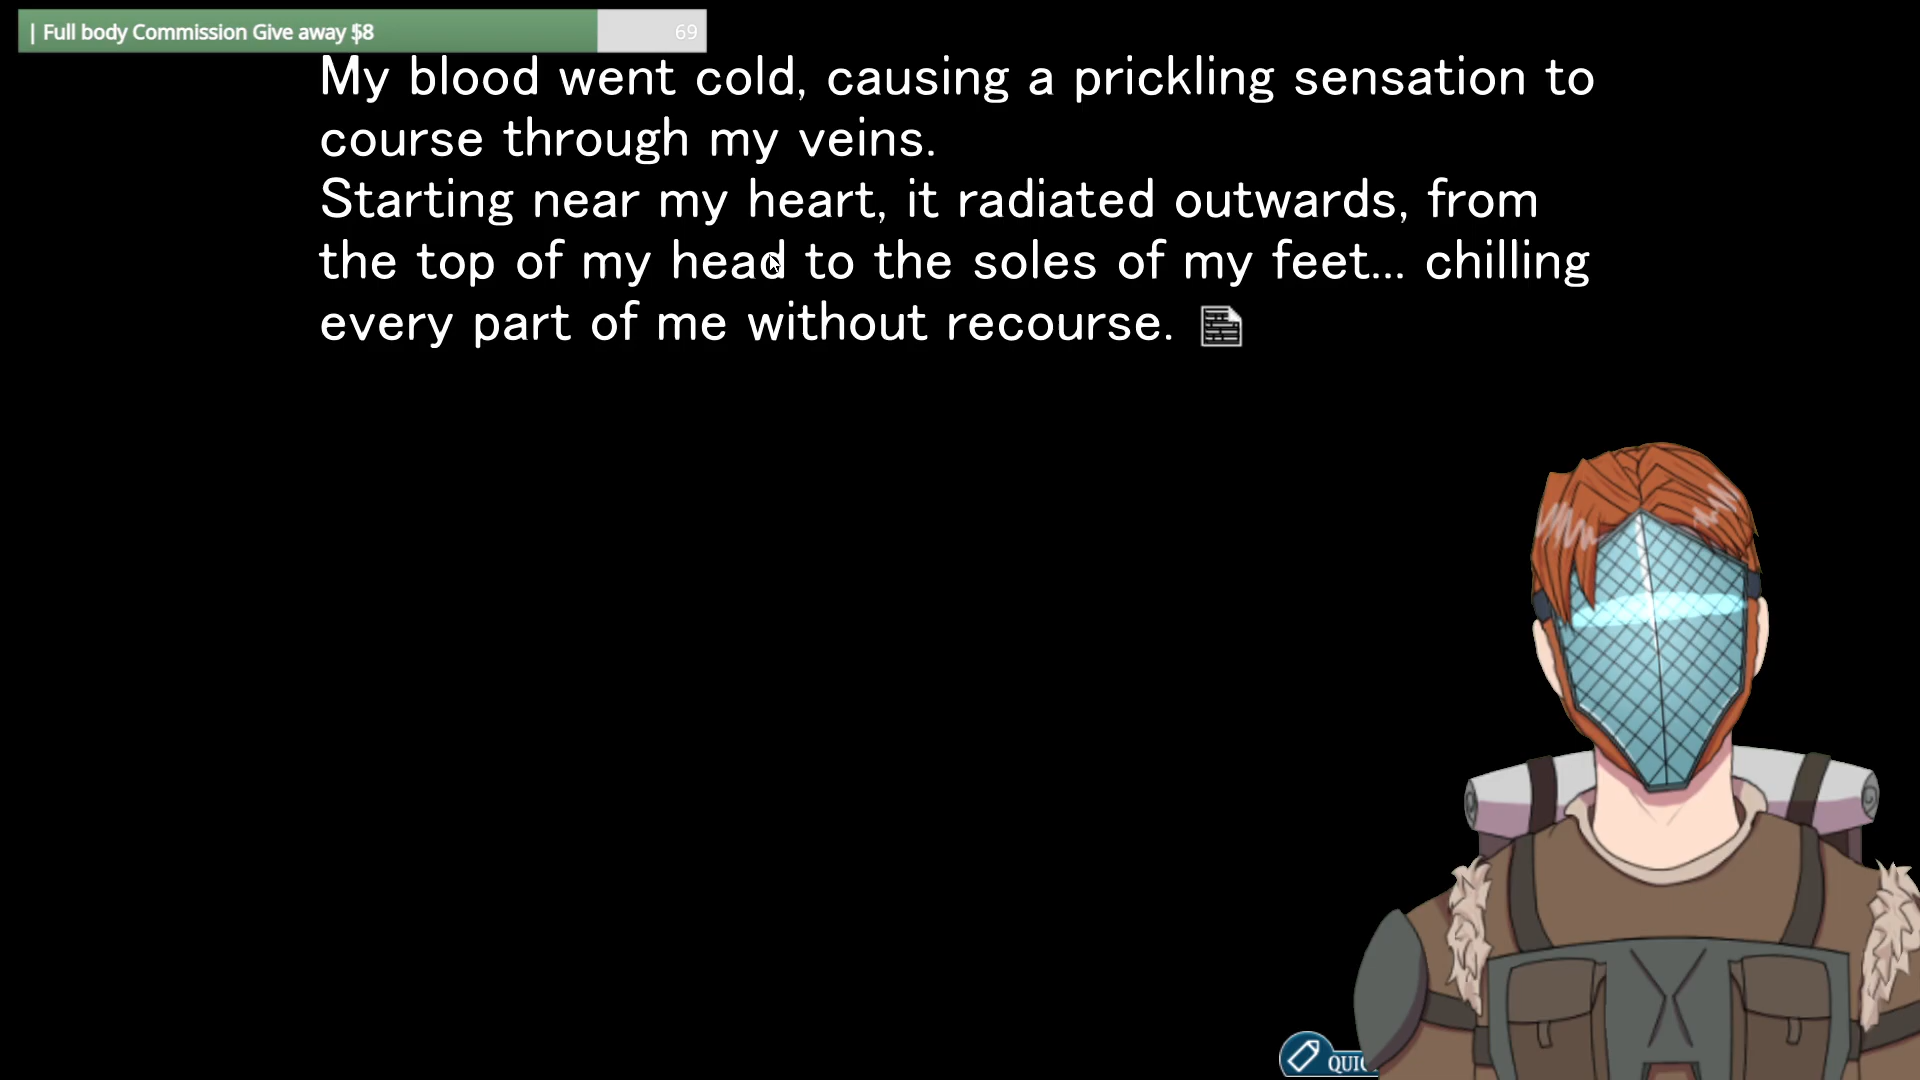 | Full body Commission Give away $8
69
My blood went cold, causing a prickling sensation to
course through my veins.
Starting near my heart, it radiated outwards, from
the top of my head to the soles of my feet... chilling
every part of me without recourse.